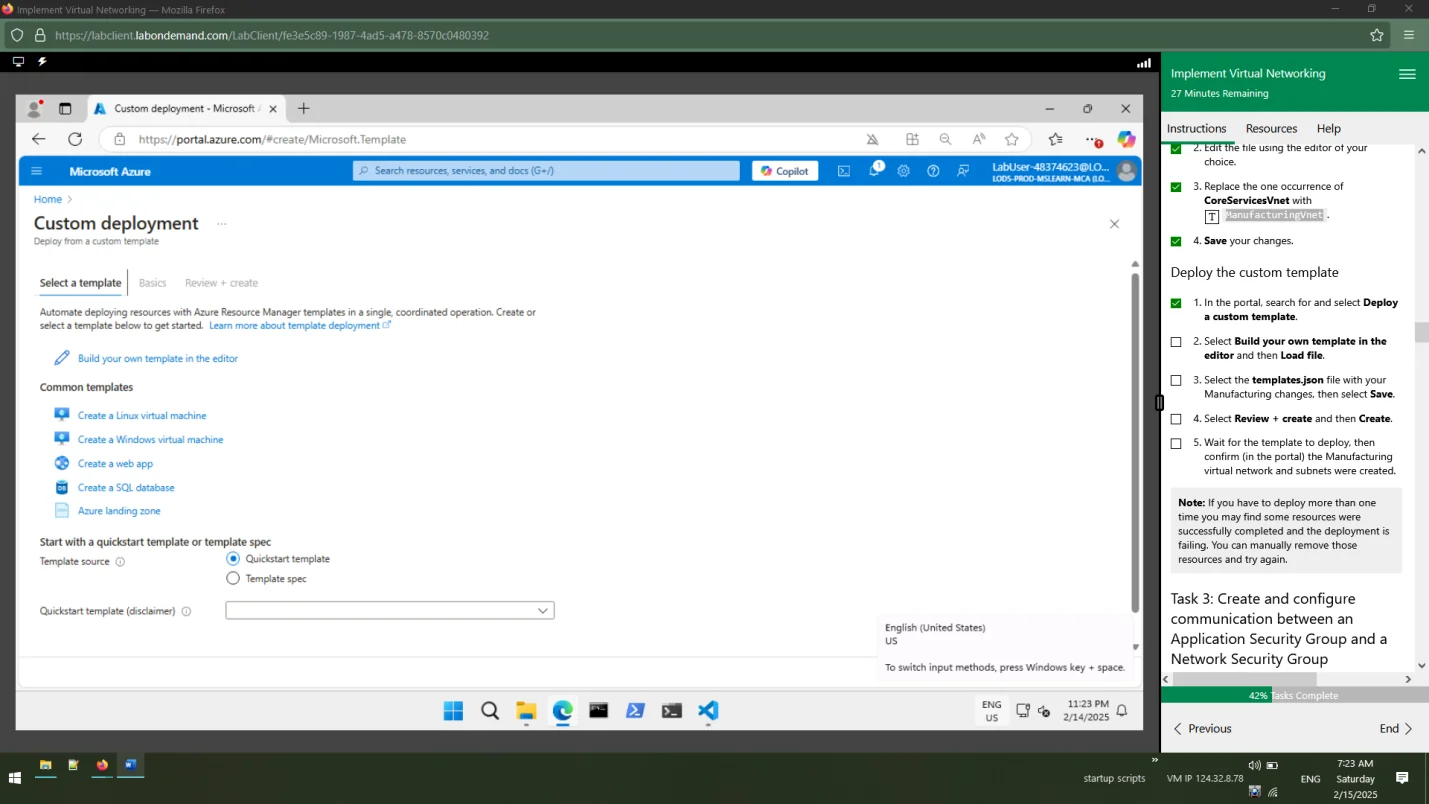 Implement Virtual Networking — Mozilla Firefox
https://labclient.labondemand.com/LabClient/fe3e5c89-1987-4ad5-a478-8570c0480392
Custom deployment - Microsoft A
https://portal.azure.com/#create/Microsoft.Template
Microsoft Azure
Search resources, services, and docs (G+/)
Copilot
1
LabUser-48374623@LO...
LODS-PROD-MSLEARN-MCA (LO...
Home
Custom deployment
...
Deploy from a custom template
Select a template
Basics
Review + create
Automate deploying resources with Azure Resource Manager templates in a single, coordinated operation. Create or
select a template below to get started. Learn more about template deployment
Build your own template in the editor
Common templates
Create a Linux virtual machine
Create a Windows virtual machine
Create a web app
Create a SQL database
Azure landing zone
Start with a quickstart template or template spec
Template source
Quickstart template
Template spec
Quickstart template (disclaimer)
English (United States)
US
To switch input methods, press Windows key + space.
ENG
US
11:23 PM
2/14/2025
Implement Virtual Networking
27 Minutes Remaining
Instructions
Resources
Help
2. Edit the file using the editor of your
choice.
3. Replace the one occurrence of
CoreServicesVnet with
T ManufacturingVnet .
4. Save your changes.
Deploy the custom template
1. In the portal, search for and select Deploy
a custom template.
2. Select Build your own template in the
editor and then Load file.
3. Select the templates.json file with your
Manufacturing changes, then select Save.
4. Select Review + create and then Create.
5. Wait for the template to deploy, then
confirm (in the portal) the Manufacturing
virtual network and subnets were created.
Note: If you have to deploy more than one
time you may find some resources were
successfully completed and the deployment is
failing. You can manually remove those
resources and try again.
Task 3: Create and configure
communication between an
Application Security Group and a
Network Security Group
42% Tasks Complete
Previous
End
startup scripts
VM IP 124.32.8.78
ENG
7:23 AM
Saturday
2/15/2025